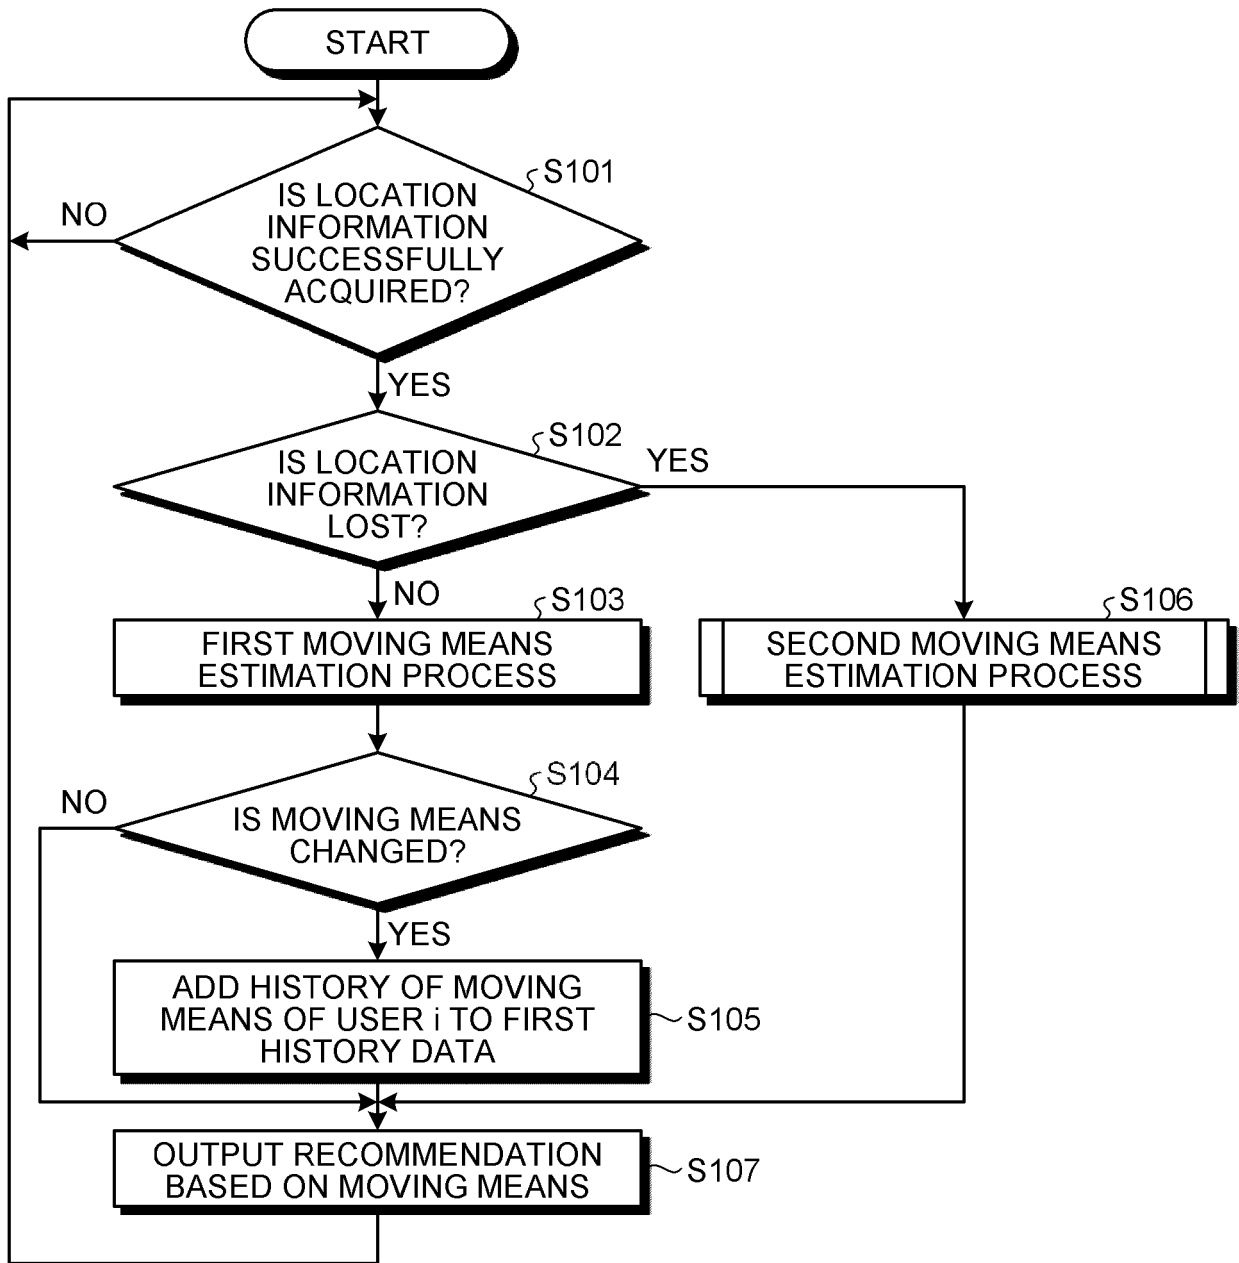 START
S101
IS LOCATION
INFORMATION
SUCCESSFULLY
ACQUIRED?
NO
YES
S102
IS LOCATION
INFORMATION
LOST?
YES
NO
S103
FIRST MOVING MEANS
ESTIMATION PROCESS
S106
SECOND MOVING MEANS
ESTIMATION PROCESS
S104
IS MOVING MEANS
CHANGED?
NO
YES
ADD HISTORY OF MOVING
MEANS OF USER i TO FIRST
HISTORY DATA
S105
OUTPUT RECOMMENDATION
BASED ON MOVING MEANS
S107